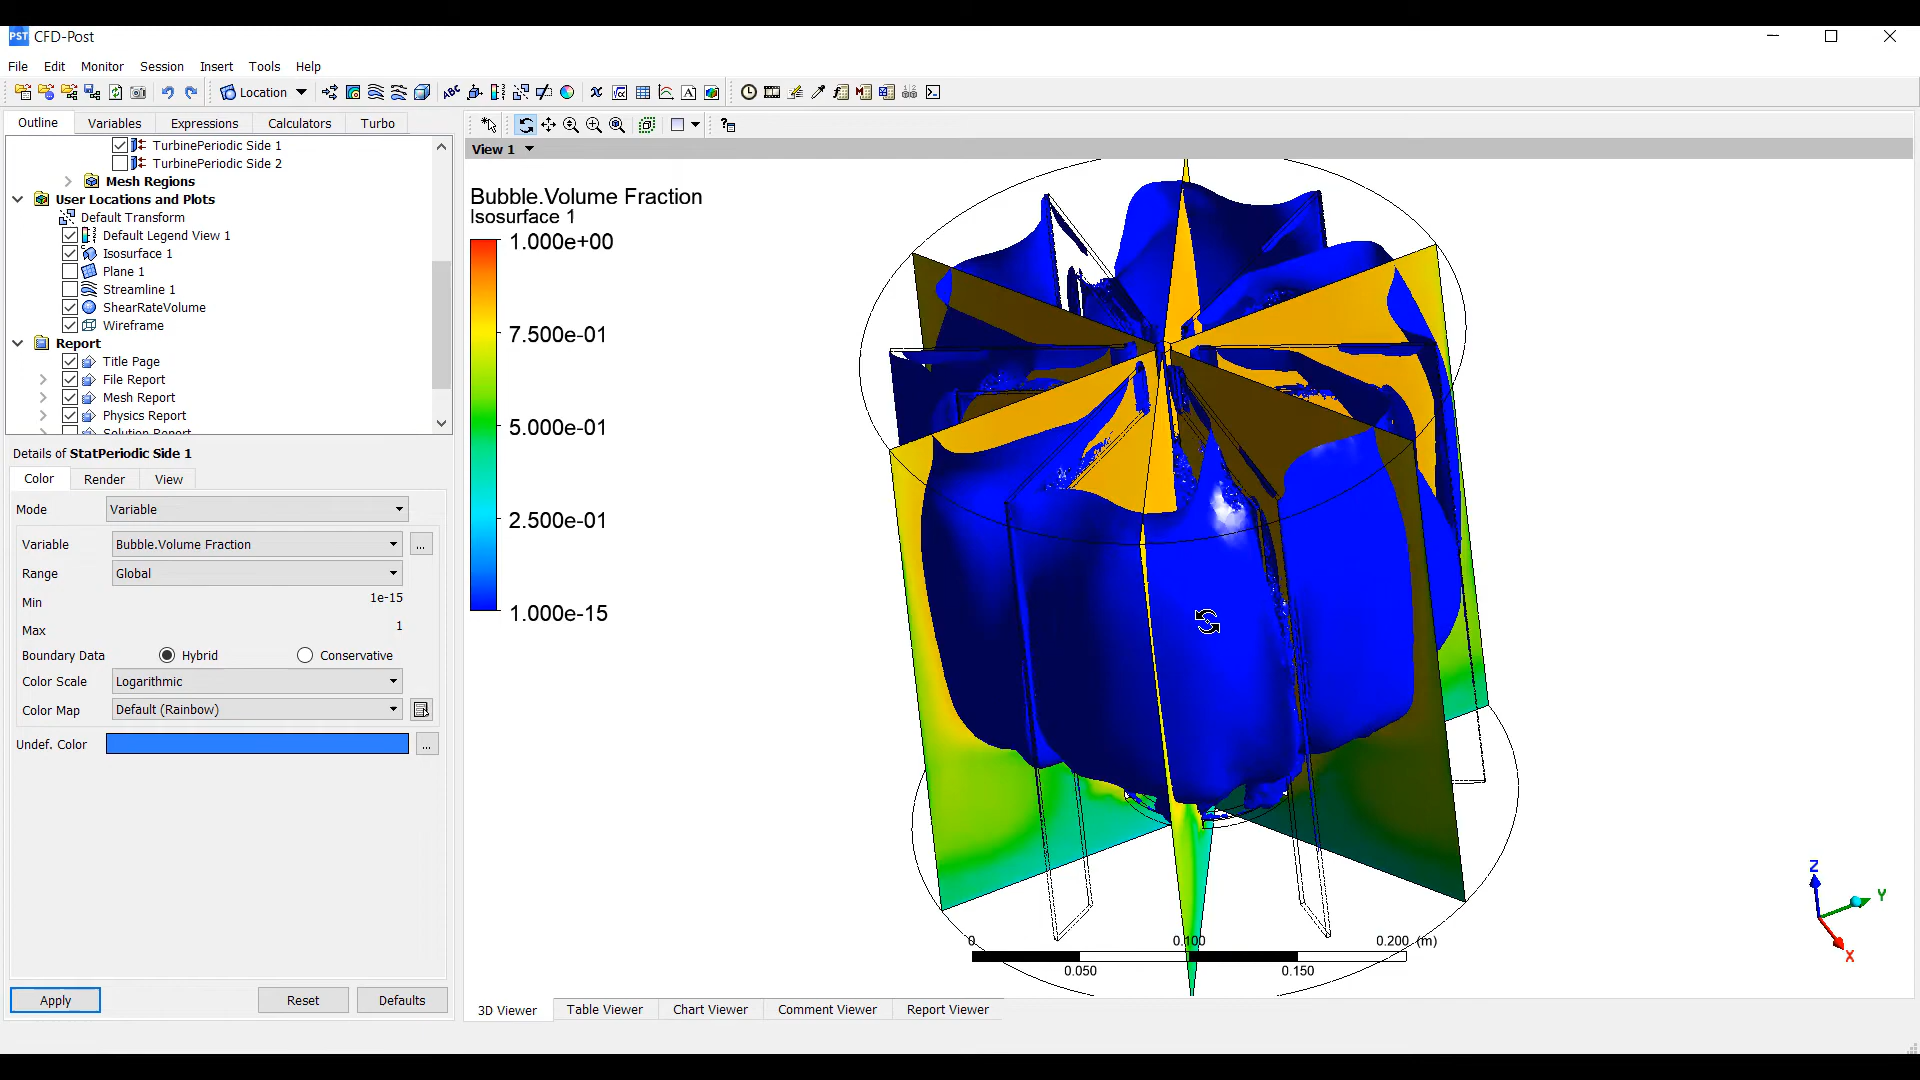 PST CFD-Post
File Edit Monitor Session Insert Tools Help
Location
Outline Variables Expressions Calculators Turbo
TurbinePeriodic Side 1
TurbinePeriodic Side 2
Mesh Regions
User Locations and Plots
Default Transform
Default Legend View 1
Isosurface 1
Plane 1
Streamline 1
ShearRateVolume
Wireframe
Report
Title Page
File Report
Mesh Report
Physics Report
Solution Report
Details of StatPeriodic Side 1
Color Render View
Mode Variable
Variable Bubble.Volume Fraction ...
Range Global
Min 1e-15
Max 1
Boundary Data Hybrid Conservative
Color Scale Logarithmic
Color Map Default (Rainbow)
Undef. Color ...
Apply Reset Defaults
View 1
Bubble.Volume Fraction
Isosurface 1
1.000e+00
7.500e-01
5.000e-01
2.500e-01
1.000e-15
0 0.100 0.200 (m)
0.050 0.150
Z
Y
X
3D Viewer Table Viewer Chart Viewer Comment Viewer Report Viewer